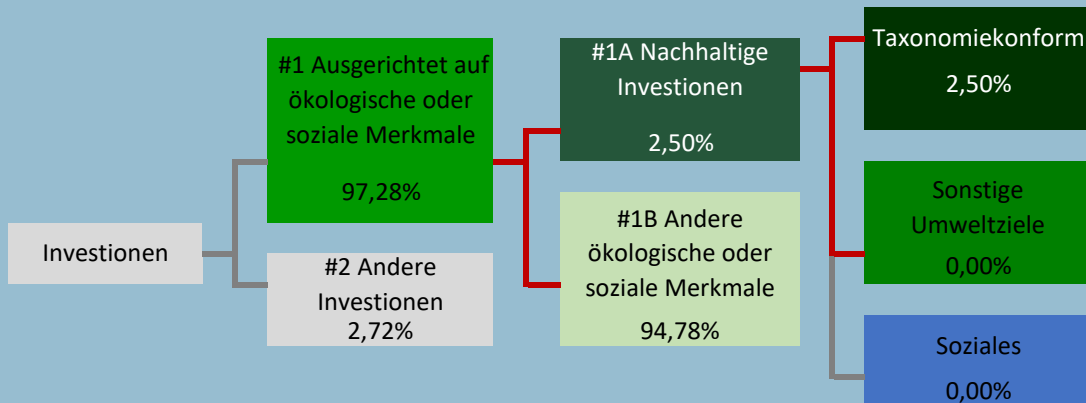 Investionen
#1 Ausgerichtet auf
ökologische oder
soziale Merkmale
97,28%
#2 Andere
Investionen
2,72%
#1A Nachhaltige
Investionen
2,50%
#1B Andere
ökologische oder
soziale Merkmale
94,78%
Taxonomiekonform
2,50%
Sonstige
Umweltziele
0,00%
Soziales
0,00%